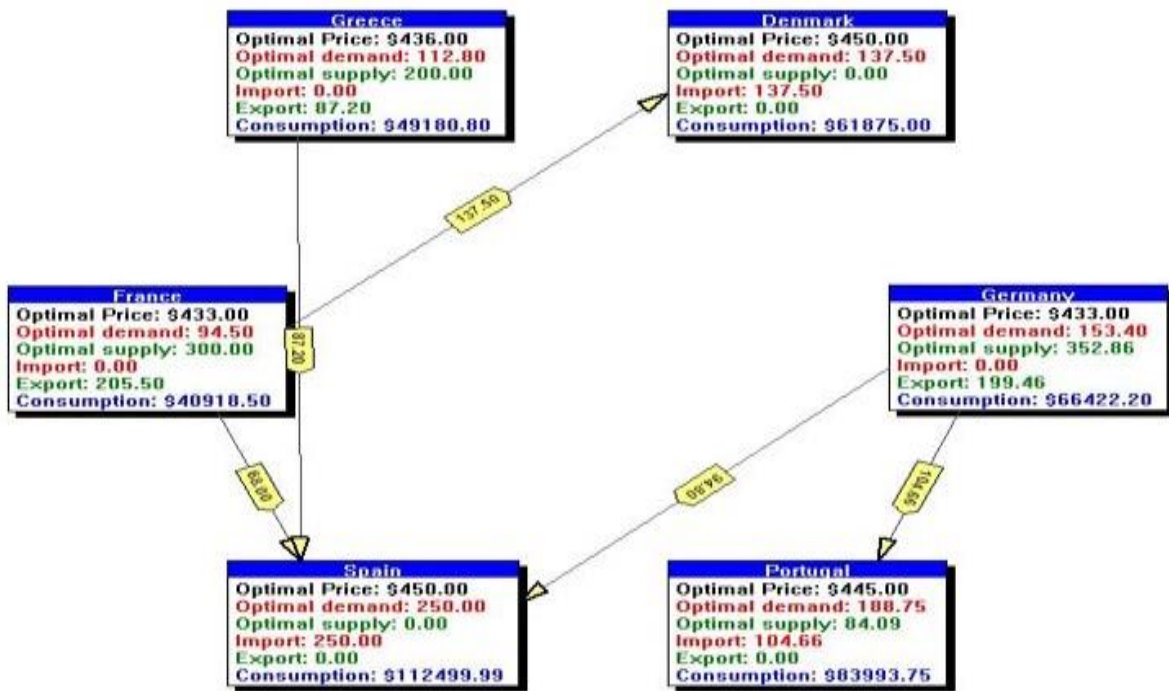 Greece
Optimal Price: $436.00
Optimal demand: 112.80
Optimal supply: 200.00
Import: 0.00
Export: 87.20
Consumption: $49180.80
Denmark
Optimal Price: $450.00
Optimal demand: 137.50
Optimal supply: 0.00
Import: 137.50
Export: 0.00
Consumption: $61875.00
137.50
France
Optimal Price: $433.00
Optimal demand: 94.50
Optimal supply: 300.00
Import: 0.00
Export: 205.50
Consumption: $40918.50
87.20
Germany
Optimal Price: $433.00
Optimal demand: 153.40
Optimal supply: 352.86
Import: 0.00
Export: 199.46
Consumption: $66422.20
68.00
94.80
104.66
Spain
Optimal Price: $450.00
Optimal demand: 250.00
Optimal supply: 0.00
Import: 250.00
Export: 0.00
Consumption: $112499.99
Portugal
Optimal Price: $445.00
Optimal demand: 188.75
Optimal supply: 84.09
Import: 104.66
Export: 0.00
Consumption: $83993.75